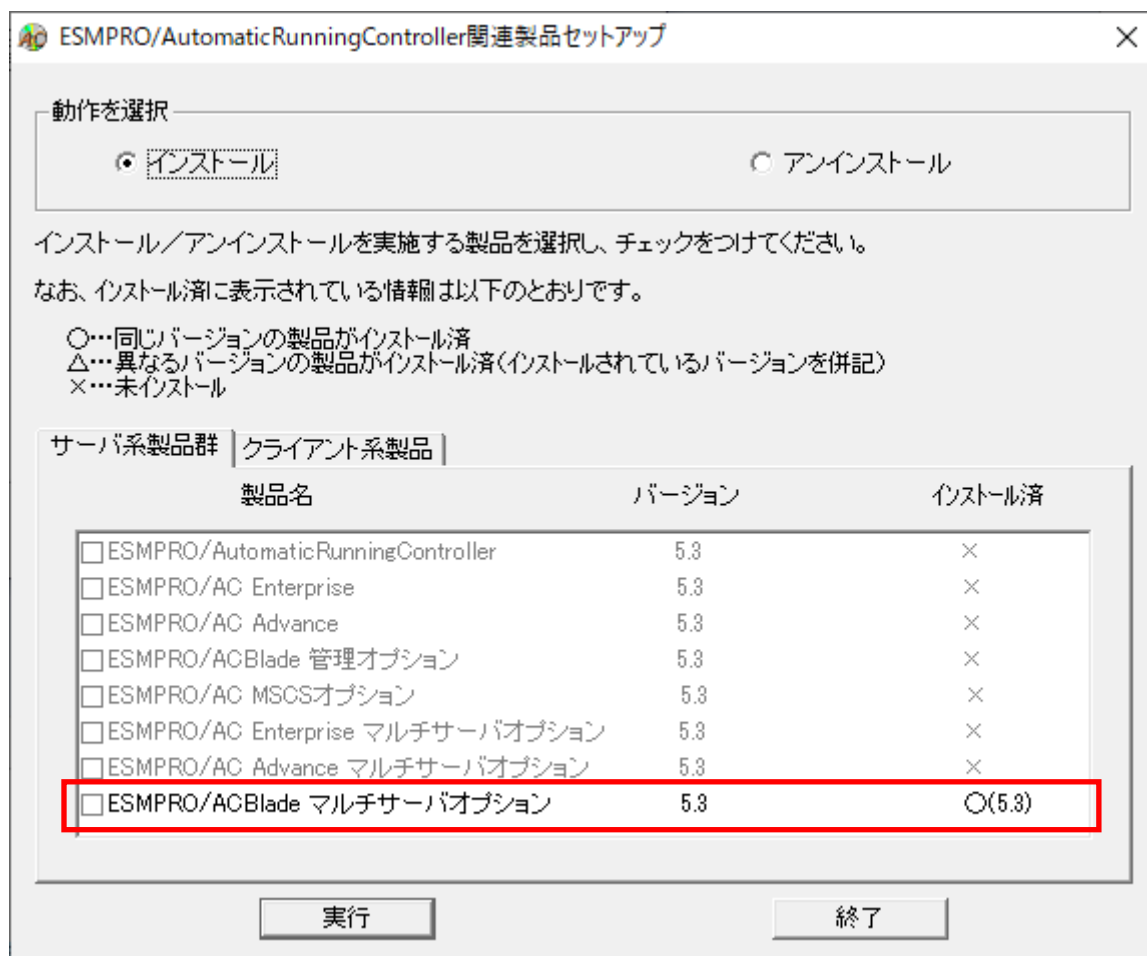 ESMPRO/AutomaticRunningController関連製品セットアップ
動作を選択
インストール アンインストール
インストール／アンインストールを実施する製品を選択し、チェックをつけてください。
なお、インストール済に表示されている情報は以下のとおりです。
○…同じバージョンの製品がインストール済
△…異なるバージョンの製品がインストール済(インストールされているバージョンを併記)
×…未インストール
サーバ系製品群 クライアント系製品
製品名 バージョン インストール済
ESMPRO/AutomaticRunningController 5.3 ×
ESMPRO/AC Enterprise 5.3 ×
ESMPRO/AC Advance 5.3 ×
ESMPRO/ACBlade 管理オプション 5.3 ×
ESMPRO/AC MSCSオプション 5.3 ×
ESMPRO/AC Enterprise マルチサーバオプション 5.3 ×
ESMPRO/AC Advance マルチサーバオプション 5.3 ×
ESMPRO/ACBlade マルチサーバオプション 5.3 ○(5.3)
実行 終了